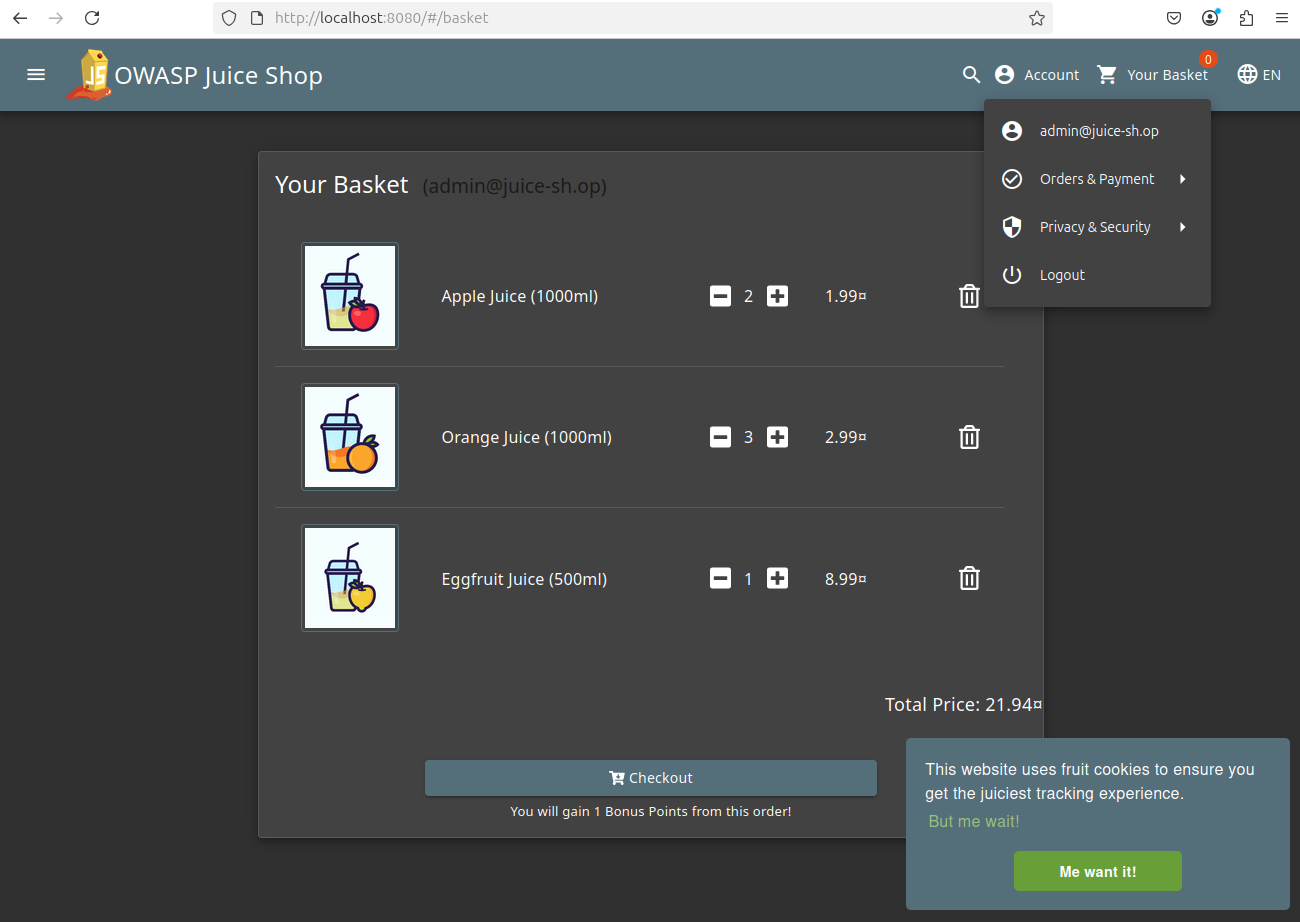 http://localhost:8080/#/basket
OWASP Juice Shop
Account
0
Your Basket
EN
admin@juice-sh.op
Orders & Payment
Privacy & Security
Logout
Your Basket (admin@juice-sh.op)
Apple Juice (1000ml) 2 1.99¤
Orange Juice (1000ml) 3 2.99¤
Eggfruit Juice (500ml) 1 8.99¤
Total Price: 21.94¤
Checkout
You will gain 1 Bonus Points from this order!
This website uses fruit cookies to ensure you
get the juiciest tracking experience.
But me wait!
Me want it!